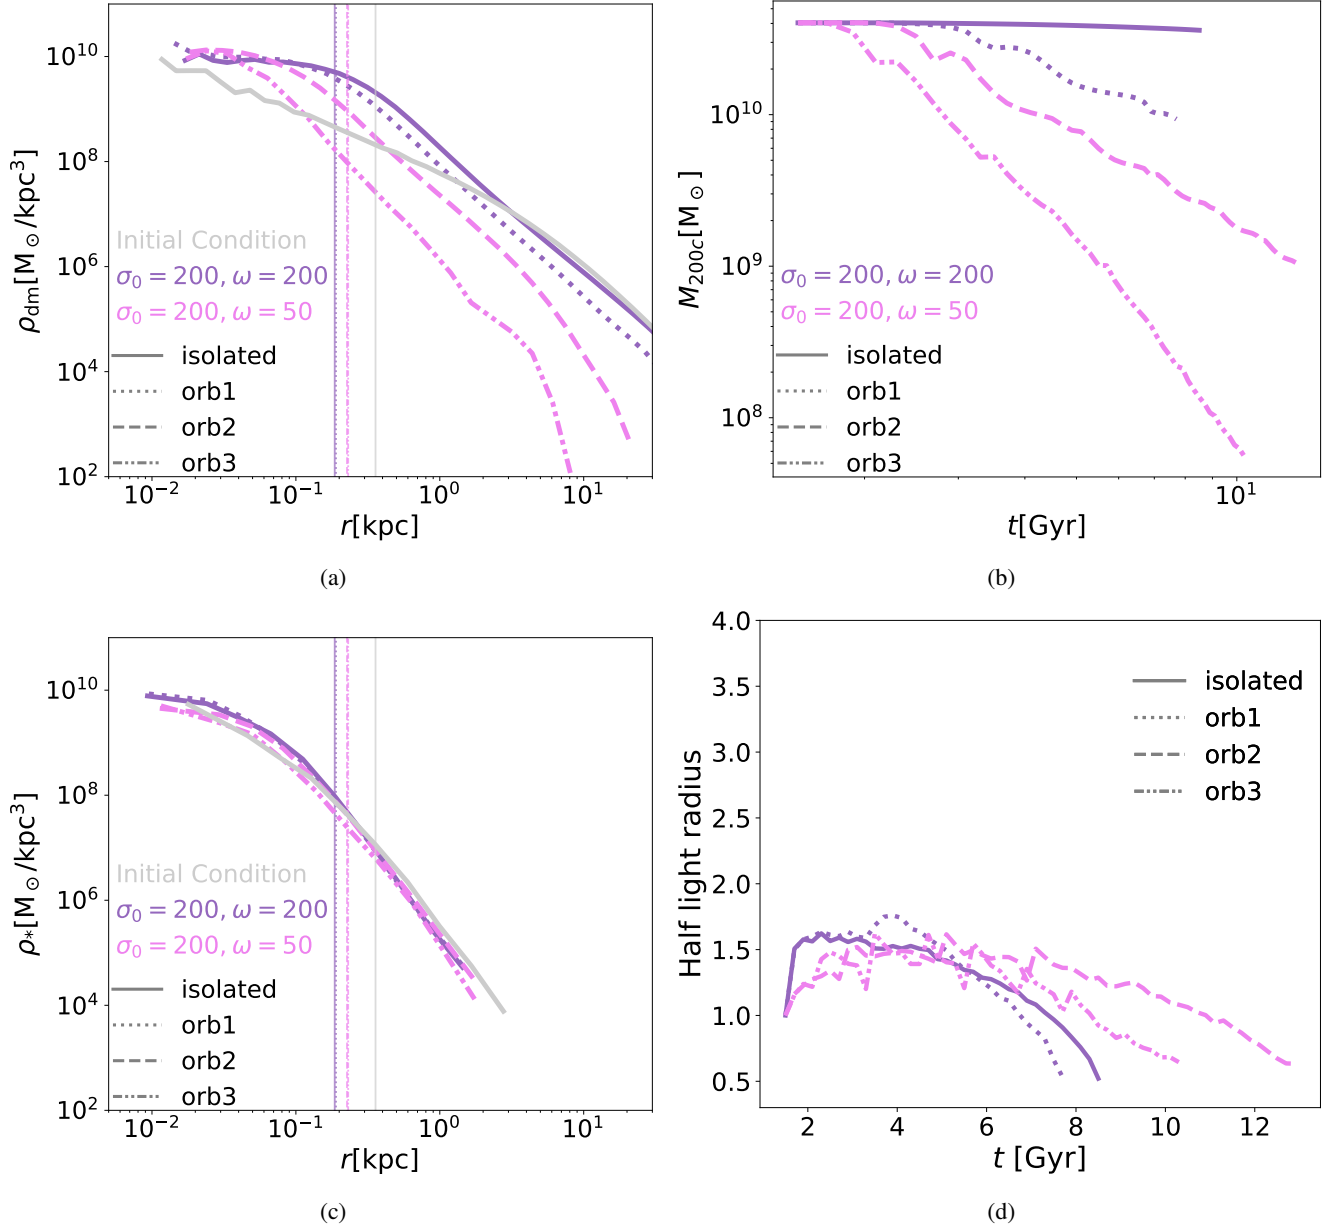 (a)
10^10
10^8
10^6
10^4
10^2
ρ_dm[M_⊙/kpc^3]
Initial Condition
σ_0 = 200, ω = 200
σ_0 = 200, ω = 50
isolated
orb1
orb2
orb3
10^−2
10^−1
10^0
10^1
r[kpc]
(a)
10^10
10^9
10^8
M_200c[M_⊙]
σ_0 = 200, ω = 200
σ_0 = 200, ω = 50
isolated
orb1
orb2
orb3
10^1
t[Gyr]
(b)
10^10
10^8
10^6
10^4
10^2
ρ_*[M_⊙/kpc^3]
Initial Condition
σ_0 = 200, ω = 200
σ_0 = 200, ω = 50
isolated
orb1
orb2
orb3
10^−2
10^−1
10^0
10^1
r[kpc]
(c)
4.0
3.5
3.0
2.5
2.0
1.5
1.0
0.5
Half light radius
isolated
orb1
orb2
orb3
2
4
6
8
10
12
t [Gyr]
(d)